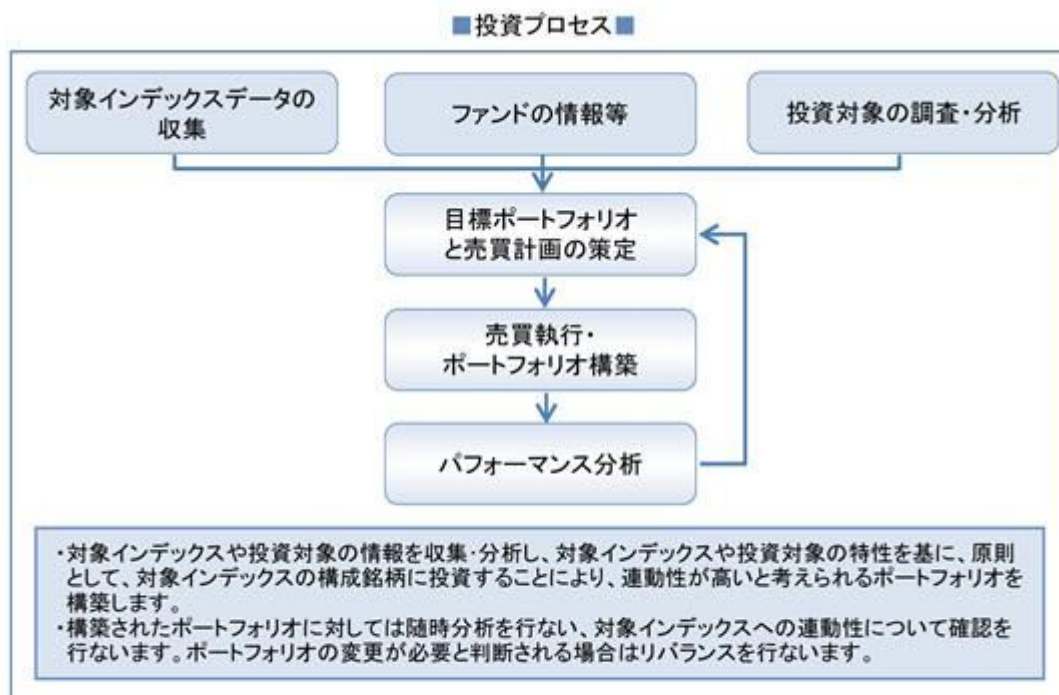 ■投資プロセス■
対象インデックスデータの
収集
ファンドの情報等
投資対象の調査・分析
目標ポートフォリオ
と売買計画の策定
売買執行・
ポートフォリオ構築
パフォーマンス分析
・対象インデックスや投資対象の情報を収集・分析し、対象インデックスや投資対象の特性を基に、原則
として、対象インデックスの構成銘柄に投資することにより、連動性が高いと考えられるポートフォリオを
構築します。
・構築されたポートフォリオに対しては随時分析を行ない、対象インデックスへの連動性について確認を
行ないます。ポートフォリオの変更が必要と判断される場合はリバランスを行ないます。